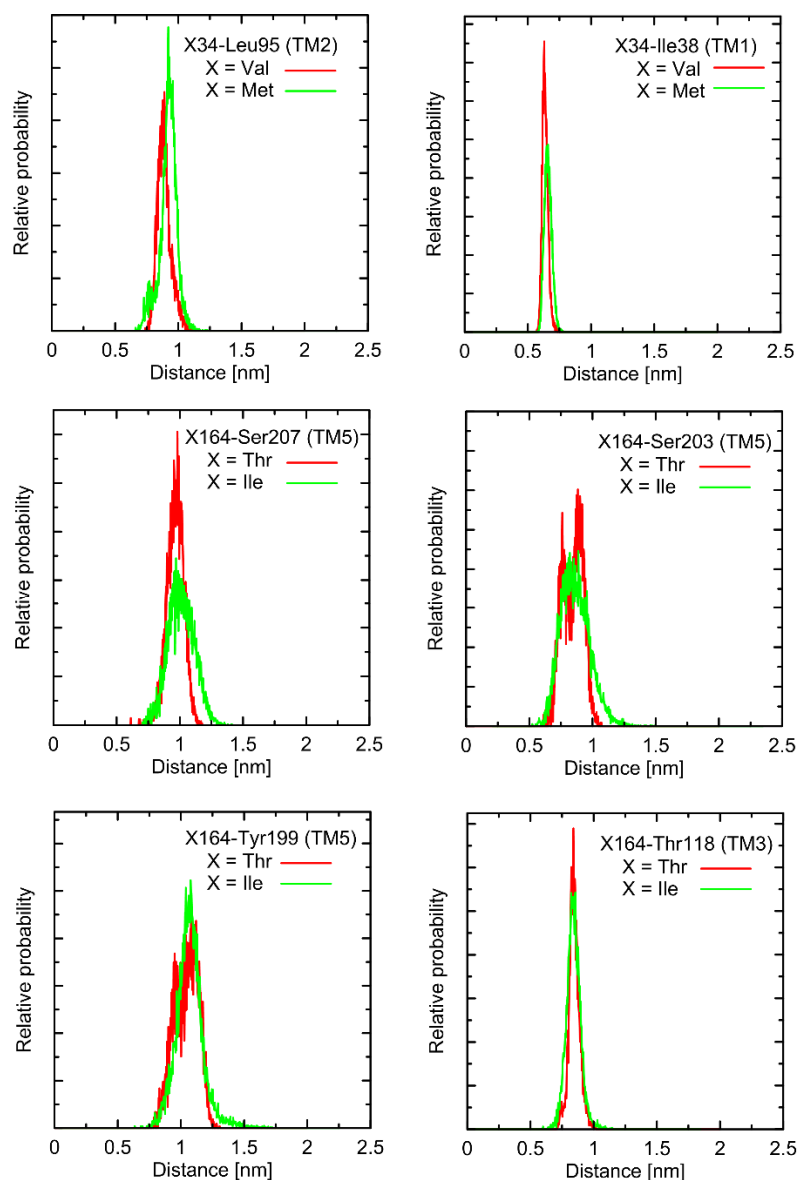 X34-Leu95 (TM2)
X = Val
X = Met
Relative probability
0 0.5 1 1.5 2 2.5
Distance [nm]
X34-Ile38 (TM1)
X = Val
X = Met
Relative probability
0 0.5 1 1.5 2 2.5
Distance [nm]
X164-Ser207 (TM5)
X = Thr
X = Ile
Relative probability
0 0.5 1 1.5 2 2.5
Distance [nm]
X164-Ser203 (TM5)
X = Thr
X = Ile
Relative probability
0 0.5 1 1.5 2 2.5
Distance [nm]
X164-Tyr199 (TM5)
X = Thr
X = Ile
Relative probability
0 0.5 1 1.5 2 2.5
Distance [nm]
X164-Thr118 (TM3)
X = Thr
X = Ile
Relative probability
0 0.5 1 1.5 2 2.5
Distance [nm]